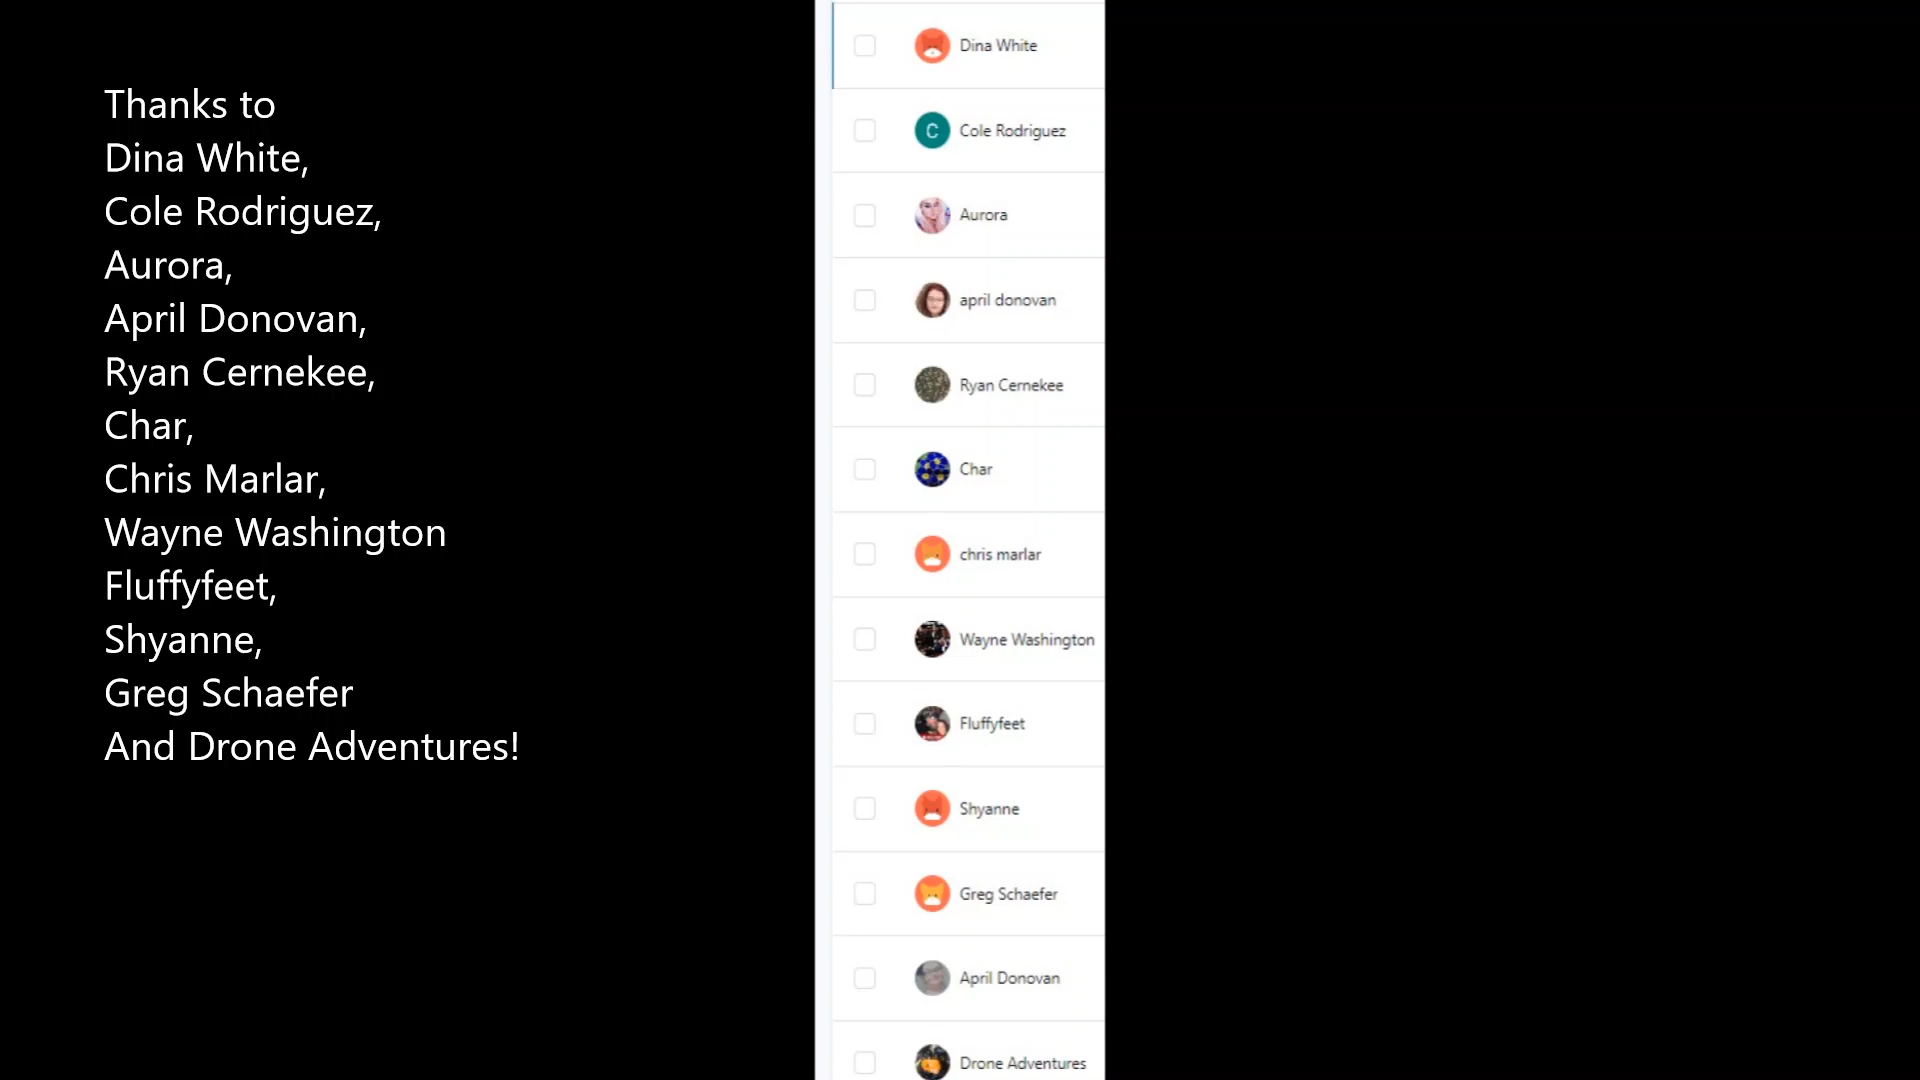 Thanks to
Dina White,
Cole Rodriguez,
Aurora,
April Donovan,
Ryan Cernekee,
Char,
Chris Marlar,
Wayne Washington
Fluffyfeet,
Shyanne,
Greg Schaefer
And Drone Adventures!
Dina White
C Cole Rodriguez
Aurora
april donovan
Ryan Cernekee
Char
chris marlar
Wayne Washington
Fluffyfeet
Shyanne
Greg Schaefer
April Donovan
Drone Adventures